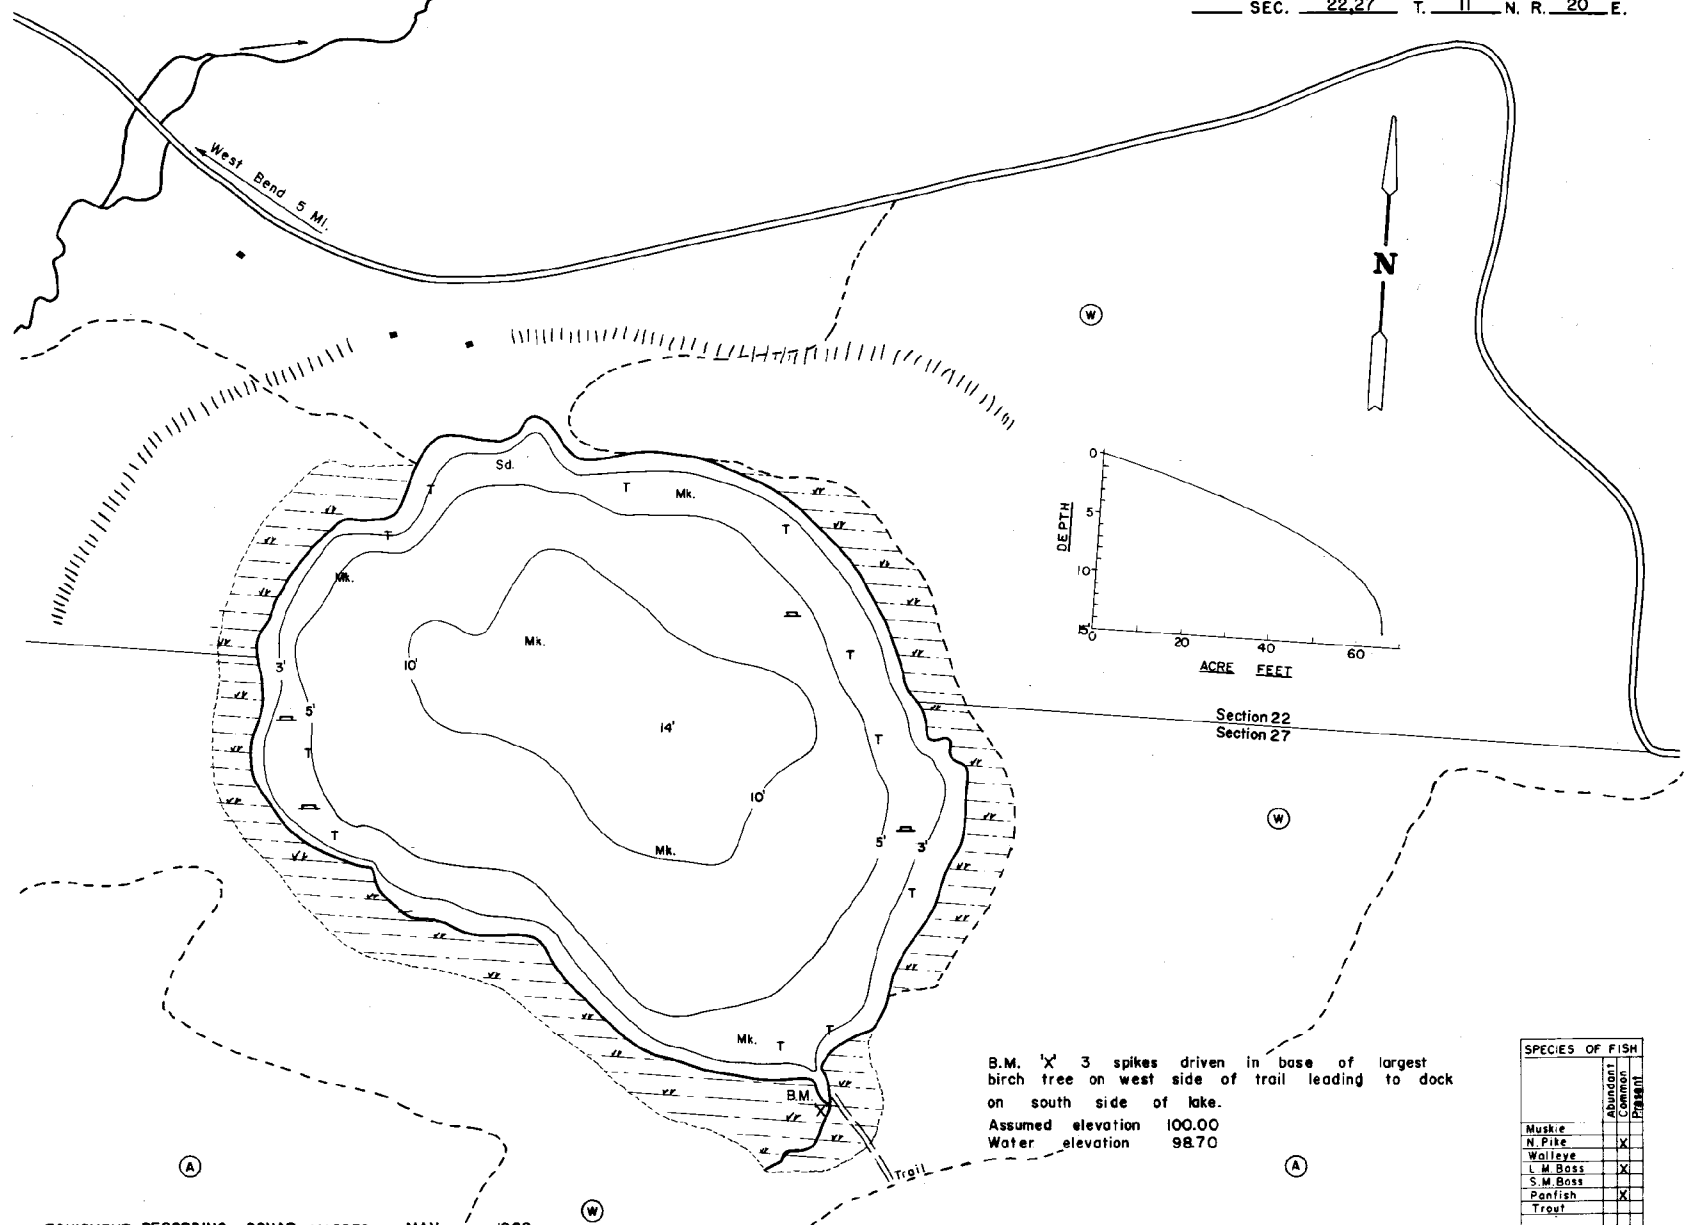 SEC. 22,27 T. 11 N. R. 20 E.
West Bend 5 Mi.
N
W
Sd.
T
T
Mk.
T
T
Mk.
Mk.
T
10'
3'
5'
14'
T
T
10'
T
5'
3'
Mk.
T
T
Mk.
T
B.M.
X
Trail
0
5
10
15'
DEPTH
0 20 40 60
ACRE FEET
Section 22
Section 27
W
B.M. 'X' 3 spikes driven in base of largest
birch tree on west side of trail leading to dock
on south side of lake.
Assumed elevation 100.00
Water elevation 98.70
A
W
A
SPECIES OF FISH
Abundant
Common
Present
Muskie
N. Pike X
Walleye
L.M. Bass X
S.M. Bass
Panfish X
Trout